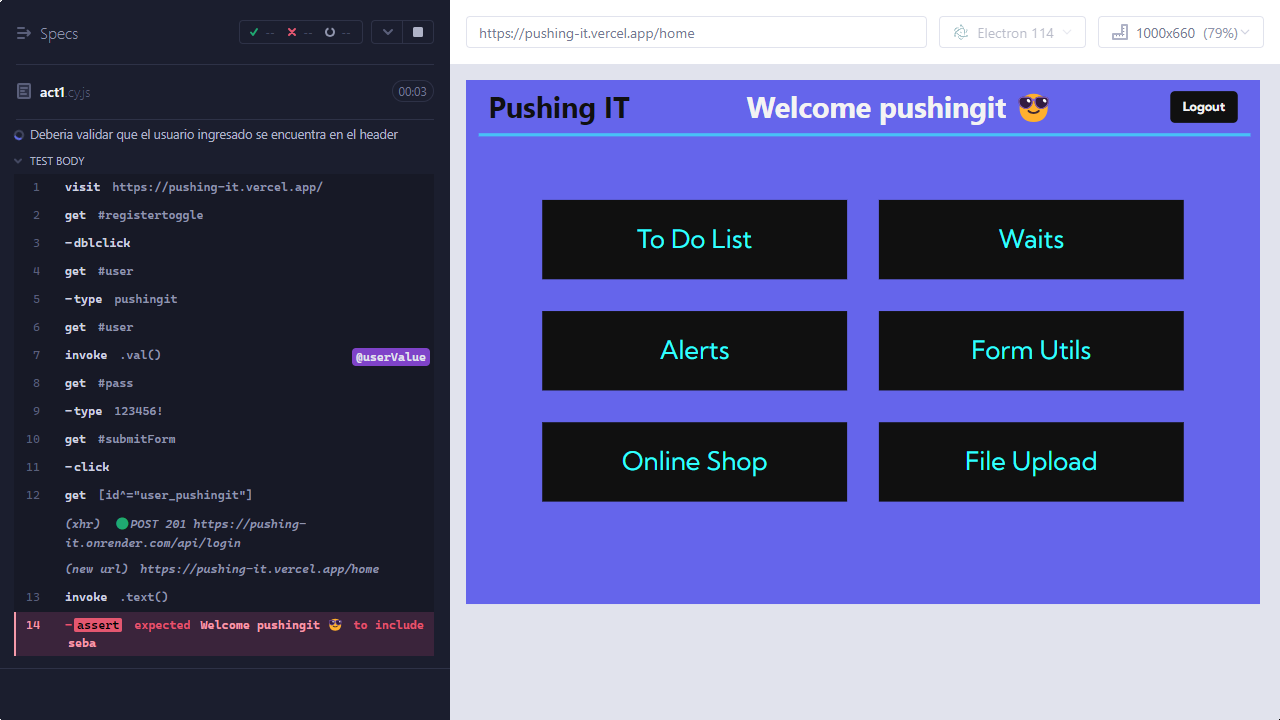 Specs
-- -- --
act1.cy.js
00:03
Deberia validar que el usuario ingresado se encuentra en el header
TEST BODY
1 visit https://pushing-it.vercel.app/
2 get #registertoggle
3 -dblclick
4 get #user
5 -type pushingit
6 get #user
7 invoke .val() @userValue
8 get #pass
9 -type 123456!
10 get #submitForm
11 -click
12 get [id^="user_pushingit"]
(xhr) POST 201 https://pushing-
it.onrender.com/api/login
(new url) https://pushing-it.vercel.app/home
13 invoke .text()
14 -assert expected Welcome pushingit 😎 to include
seba
https://pushing-it.vercel.app/home
Electron 114
1000x660 (79%)
Pushing IT
Welcome pushingit 😎
Logout
To Do List
Waits
Alerts
Form Utils
Online Shop
File Upload